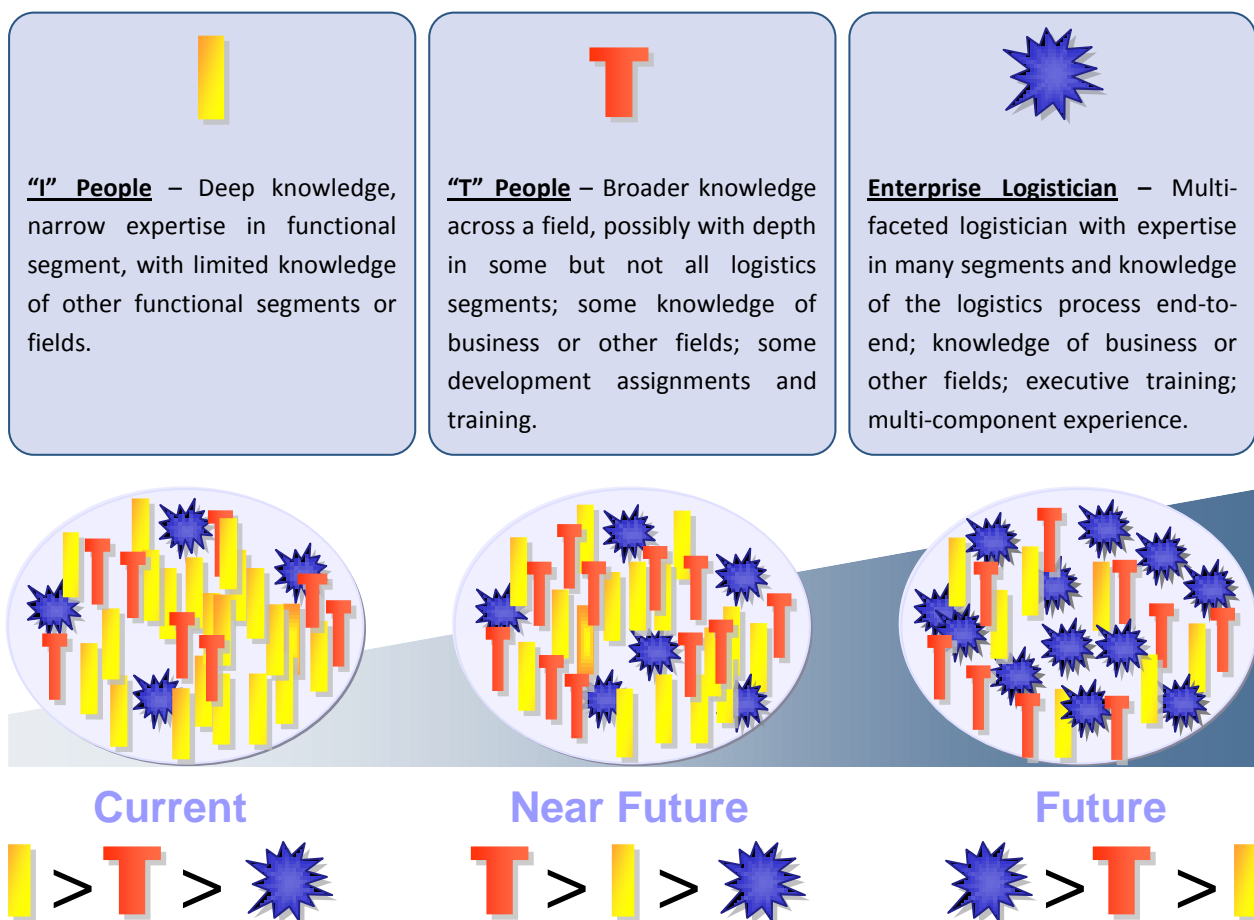 “I” People – Deep knowledge,
narrow expertise in functional
segment, with limited knowledge
of other functional segments or
fields.
“T” People – Broader knowledge
across a field, possibly with depth
in some but not all logistics
segments; some knowledge of
business or other fields; some
development assignments and
training.
Enterprise Logistician – Multi-
faceted logistician with expertise
in many segments and knowledge
of the logistics process end-to-
end; knowledge of business or
other fields; executive training;
multi-component experience.
Current
Near Future
Future
I > T >
T > I >
> T > I